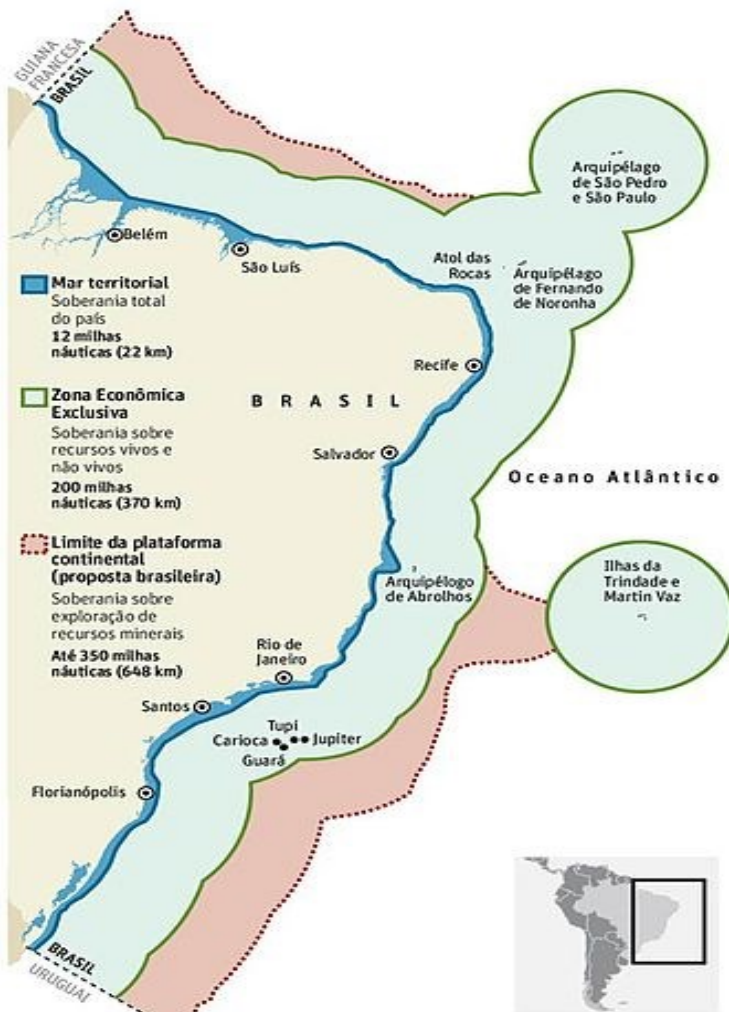 GUIANA
FRANCESA
BRASIL
Arquipélago
de São Pedro
e São Paulo
Belém
São Luís
Atol das
Rocas
Arquipélago
de Fernando
de Noronha
Mar territorial
Soberania total
do país
12 milhas
náuticas (22 km)
Recife
Zona Econômica
Exclusiva
Soberania sobre
recursos vivos e
não vivos
200 milhas
náuticas (370 km)
BRASIL
Salvador
Oceano Atlântico
Limite da plataforma
continental
(proposta brasileira)
Soberania sobre
exploração de
recursos minerais
Até 350 milhas
náuticas (648 km)
Arquipélogo
de Abrolhos
Ilhas da
Trindade e
Martin Vaz
Rio de
Janeiro
Santos
Tupi
Carioca
Jupiter
Guará
Florianópolis
BRASIL
URUGUAI